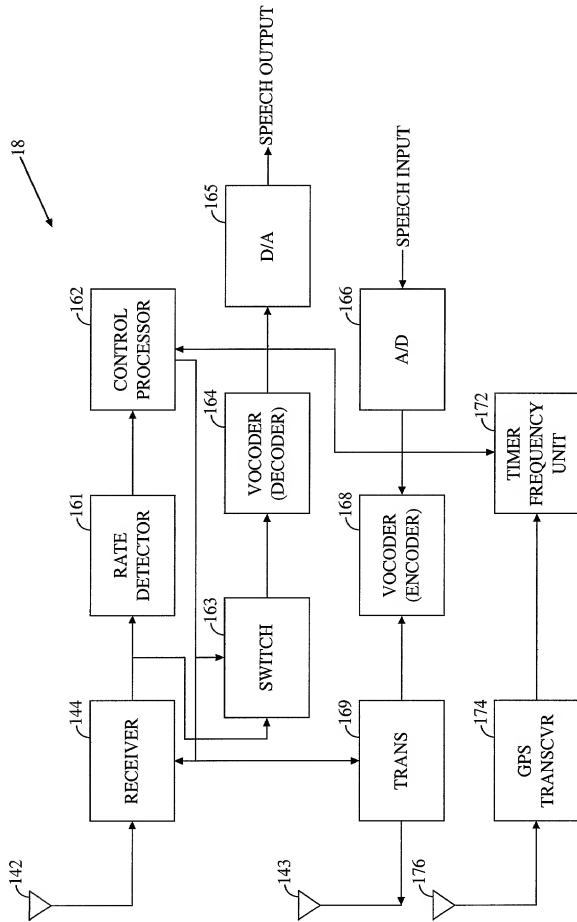 18
142
144
RECEIVER
161
RATE
DETECTOR
162
CONTROL
PROCESSOR
163
SWITCH
164
VOCODER
(DECODER)
165
D/A
SPEECH OUTPUT
143
169
TRANS
168
VOCODER
(ENCODER)
166
A/D
SPEECH INPUT
176
174
GPS
TRANSCVR
172
TIMER
FREQUENCY
UNIT